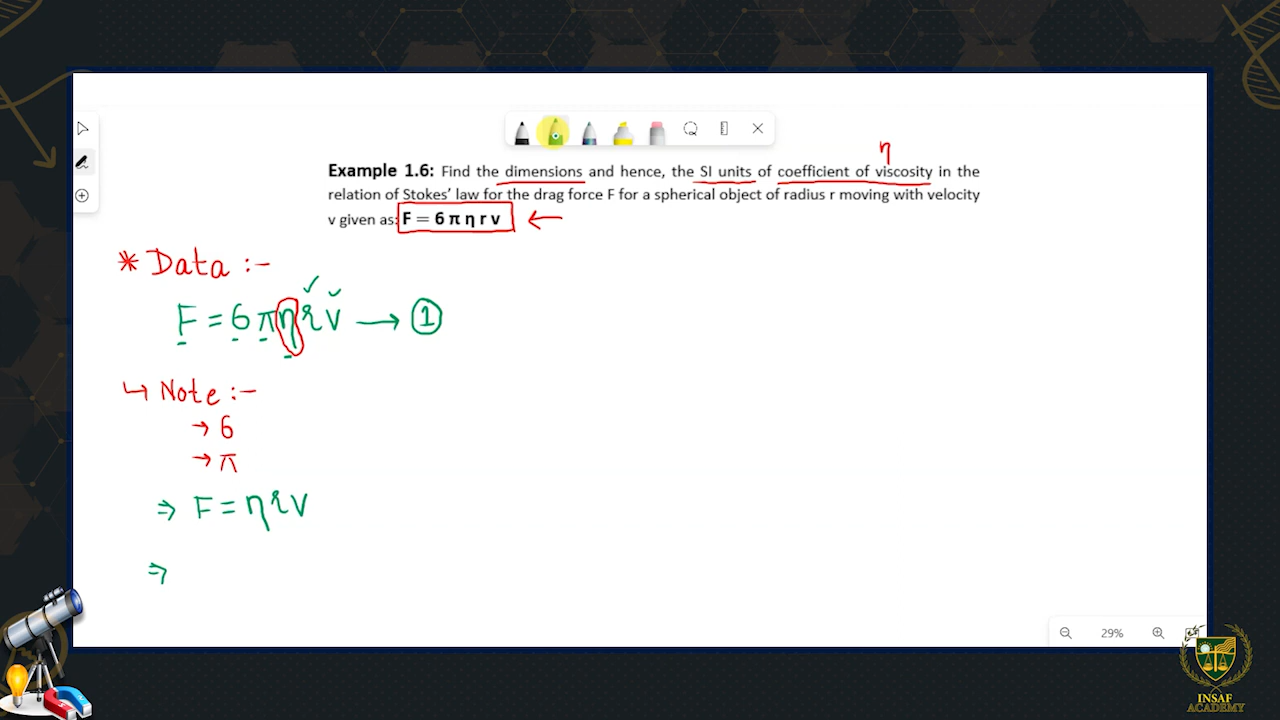 η
Example 1.6: Find the dimensions and hence, the SI units of coefficient of viscosity in the
relation of Stokes' law for the drag force F for a spherical object of radius r moving with velocity
v given as: F = 6 π η r v ←
* Data :-
F = 6 π η r v → ①
↳ Note :-
→ 6
→ π
⇒ F = η r v
⇒
29%
INSAF
ACADEMY